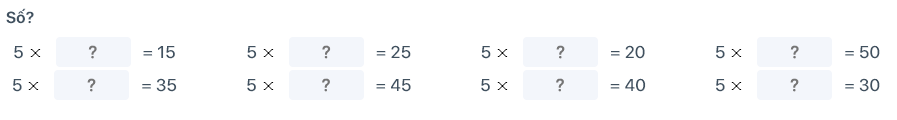 Số?
5 × ? = 15 5 × ? = 25 5 × ? = 20 5 × ? = 50
5 × ? = 35 5 × ? = 45 5 × ? = 40 5 × ? = 30